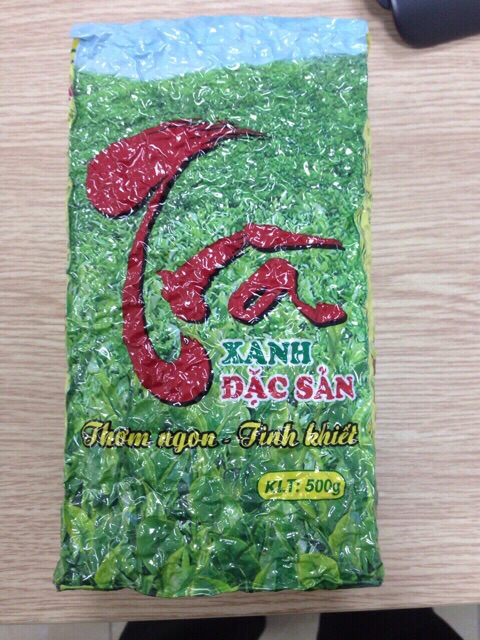 Trà
XANH
ĐẶC SẢN
Thơm ngon - Tinh khiết
KLT: 500g